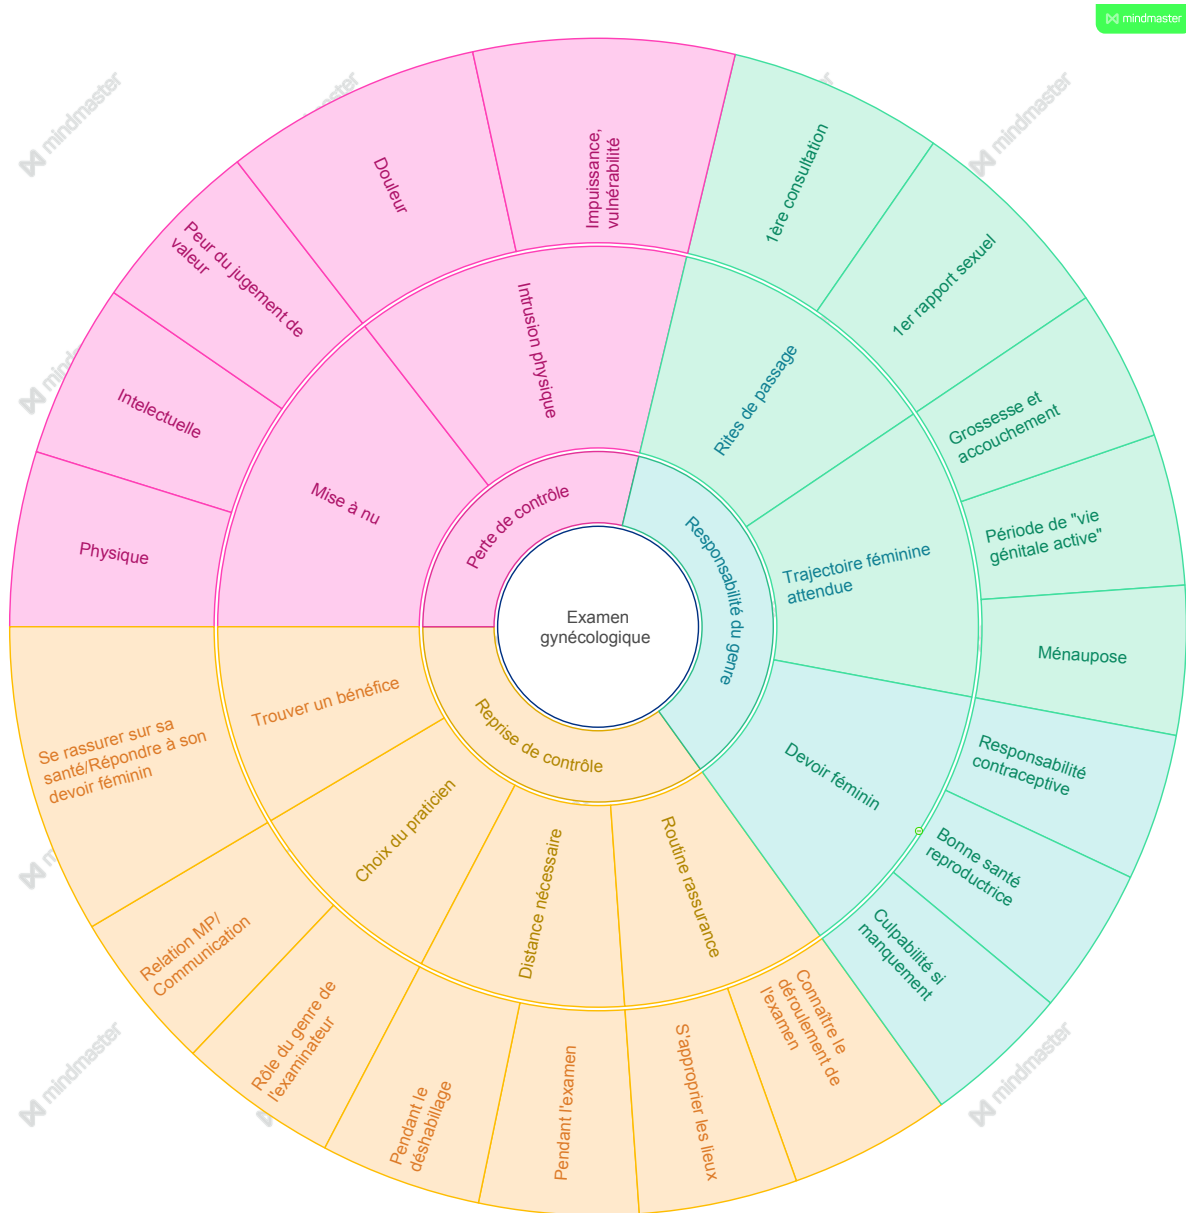 mindmaster
Examen
gynécologique
Perte de contrôle
Mise à nu
Physique
Intelectuelle
Peur du jugement de
valeur
Intrusion physique
Douleur
Impuissance,
vulnérabilité
Responsabilité du genre
Rites de passage
1ère consultation
1er rapport sexuel
Trajectoire féminine
attendue
Grossesse et
accouchement
Période de "vie
génitale active"
Ménaupose
Devoir féminin
Responsabilité
contraceptive
Bonne santé
reproductrice
Culpabilité si
manquement
Reprise de contrôle
Routine rassurance
Connaître le
déroulement de
l'examen
S'approprier les lieux
Distance nécessaire
Pendant l'examen
Pendant le
déshabillage
Choix du praticien
Rôle du genre de
l'examinateur
Relation MP/
Communication
Trouver un bénéfice
Se rassurer sur sa
santé/Répondre à son
devoir féminin
mindmaster
mindmaster
mindmaster
mindmaster
mindmaster